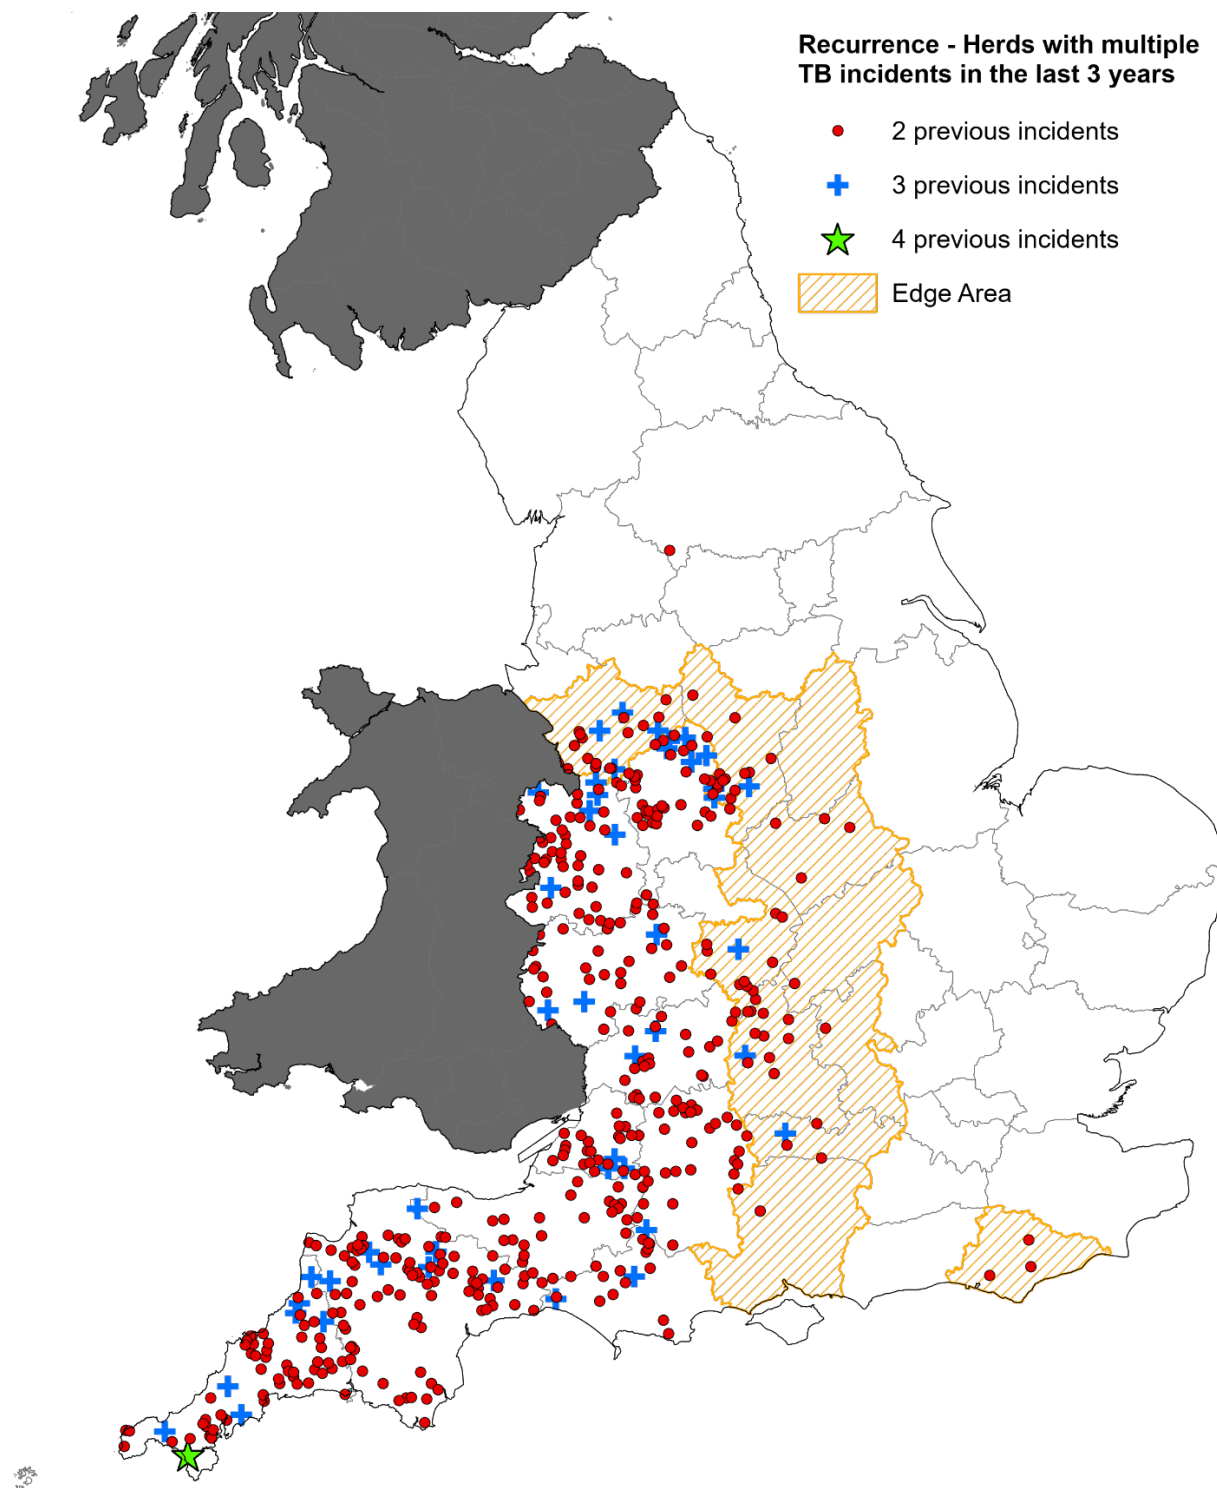 Recurrence - Herds with multiple
TB incidents in the last 3 years
2 previous incidents
3 previous incidents
4 previous incidents
Edge Area